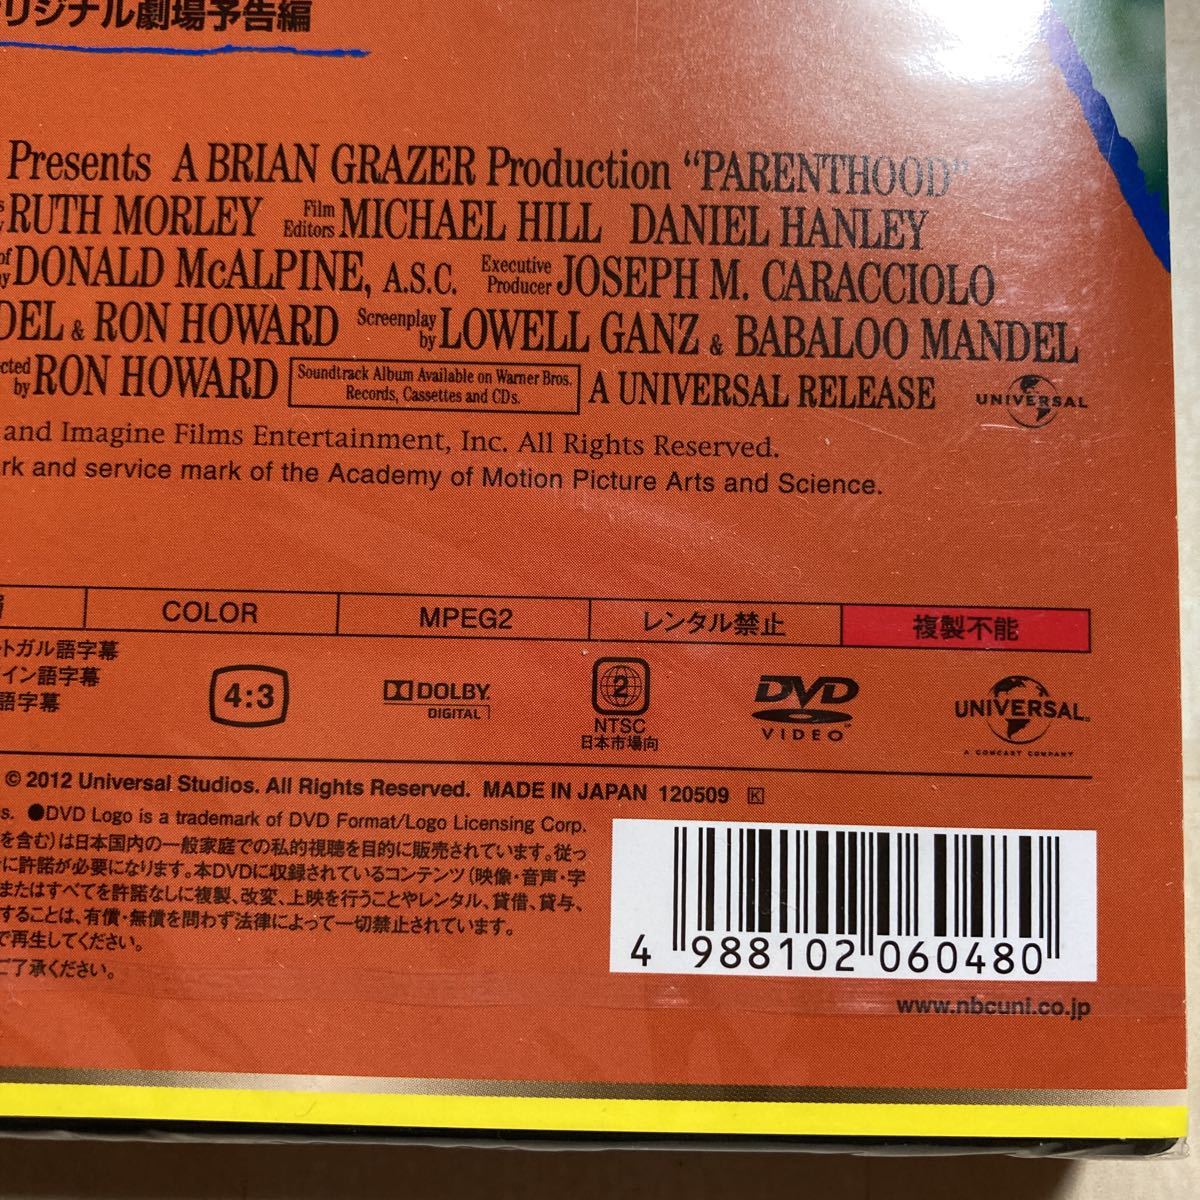 リジナル劇場予告編
Presents A BRIAN GRAZER Production “PARENTHOOD”
RUTH MORLEY Film Editors MICHAEL HILL DANIEL HANLEY
of DONALD McALPINE, A.S.C. Executive Producer JOSEPH M. CARACCIOLO
DEL & RON HOWARD Screenplay by LOWELL GANZ & BABALOO MANDEL
cted by RON HOWARD Soundtrack Album Available on Warner Bros. Records, Cassettes and CDs. A UNIVERSAL RELEASE UNIVERSAL
and Imagine Films Entertainment, Inc. All Rights Reserved.
rk and service mark of the Academy of Motion Picture Arts and Science.
COLOR MPEG2 レンタル禁止 複製不能
トガル語字幕
イン語字幕
語字幕
4:3 DOLBY DIGITAL 2 NTSC 日本市場向 DVD VIDEO UNIVERSAL A COMCAST COMPANY
© 2012 Universal Studios. All Rights Reserved. MADE IN JAPAN 120509 K
s. ●DVD Logo is a trademark of DVD Format/Logo Licensing Corp.
を含む)は日本国内の一般家庭での私的視聴を目的に販売されています。従っ
に許諾が必要になります。本DVDに収録されているコンテンツ(映像・音声・字
またはすべてを許諾なしに複製、改変、上映を行うことやレンタル、貸借、貸与、
することは、有償・無償を問わず法律によって一切禁止されています。
で再生してください。
ご了承ください。
4 988102 060480
www.nbcuni.co.jp